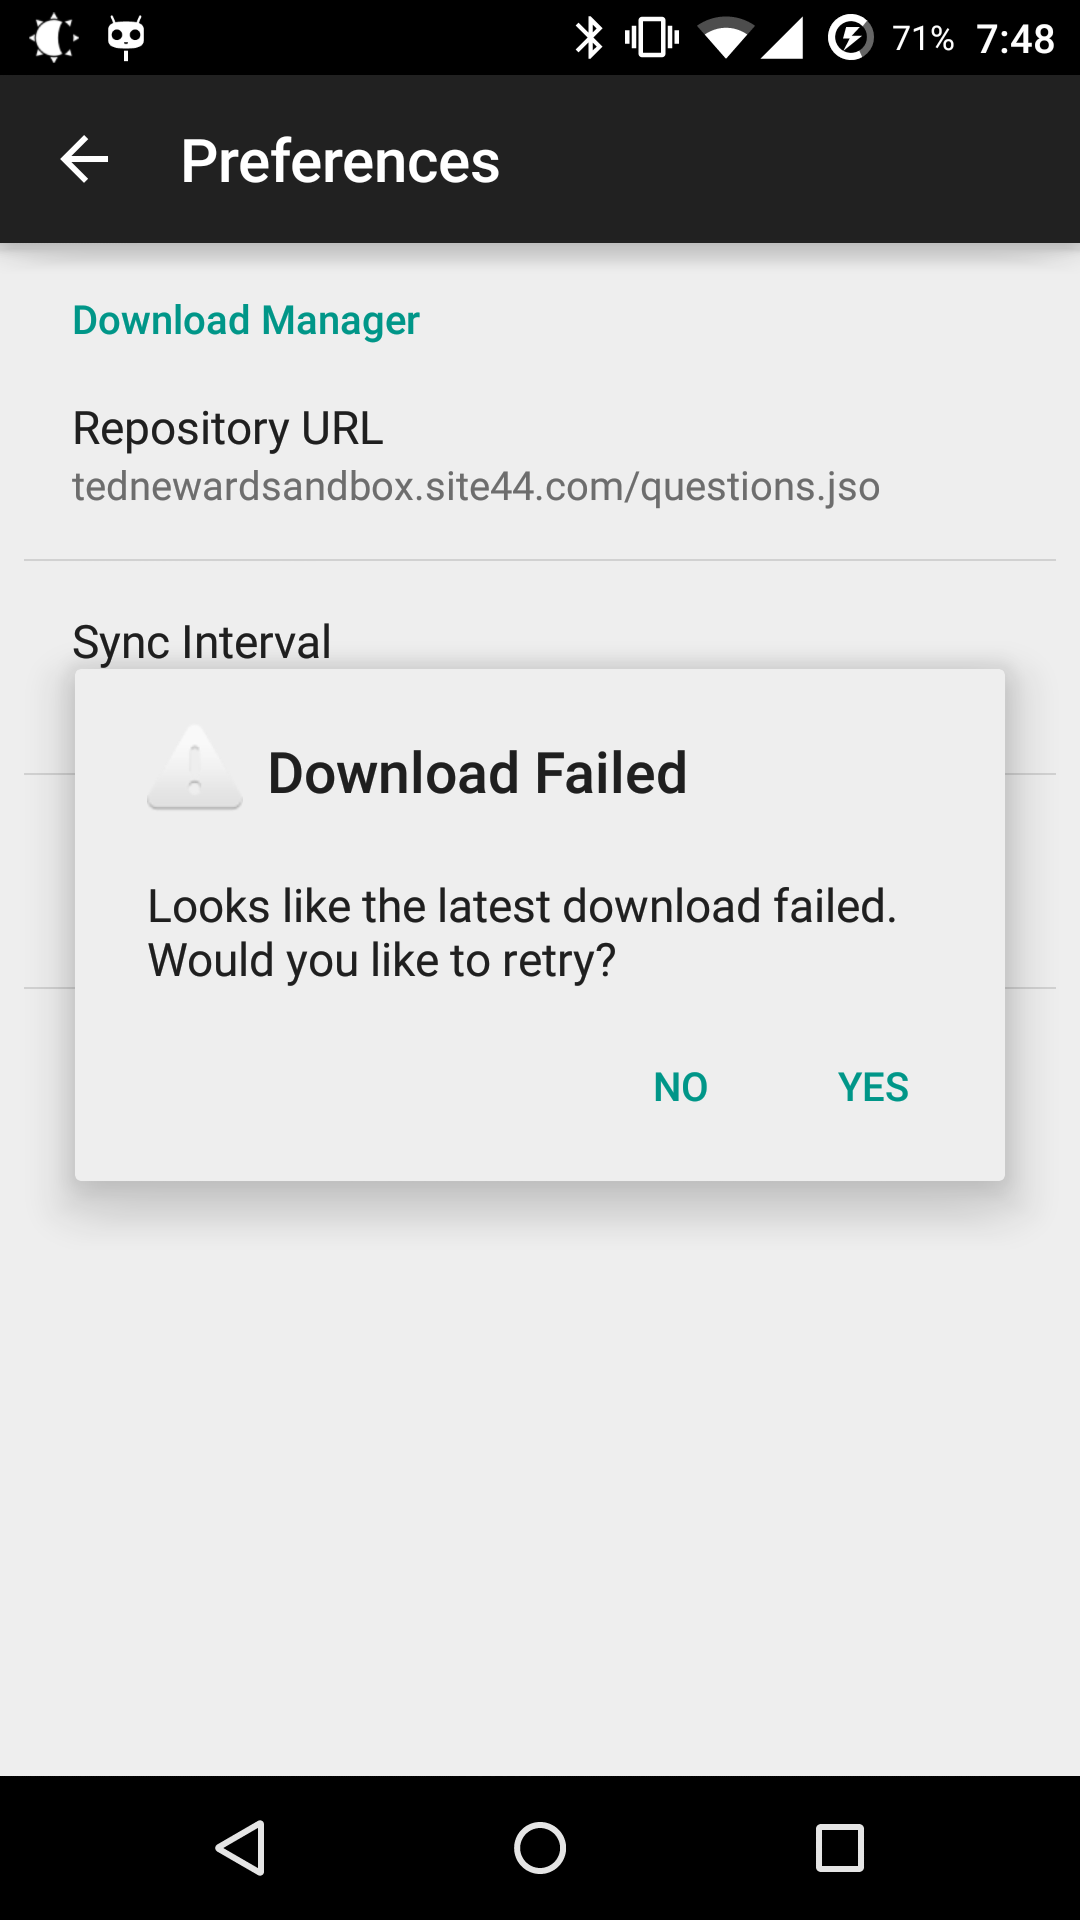 71% 7:48
Preferences
Download Manager
Repository URL
tednewardsandbox.site44.com/questions.jso
Sync Interval
Download Failed
Looks like the latest download failed.
Would you like to retry?
NO YES